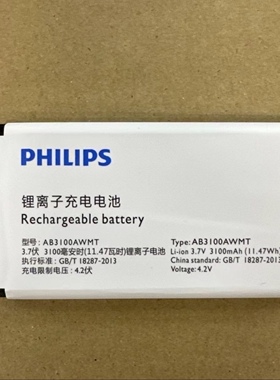 PHILIPS
锂离子充电电池
Rechargeable battery
型号: AB3100AWMT
3.7伏 3100毫安时(11.47瓦时)锂离子电池
执行标准: GB/T 18287-2013
充电限制电压: 4.2伏
Type:AB3100AWMT
Li-ion 3.7V 3100mAh (11.47Wh)
China standard: GB/T 18287-2013
Voltage: 4.2V